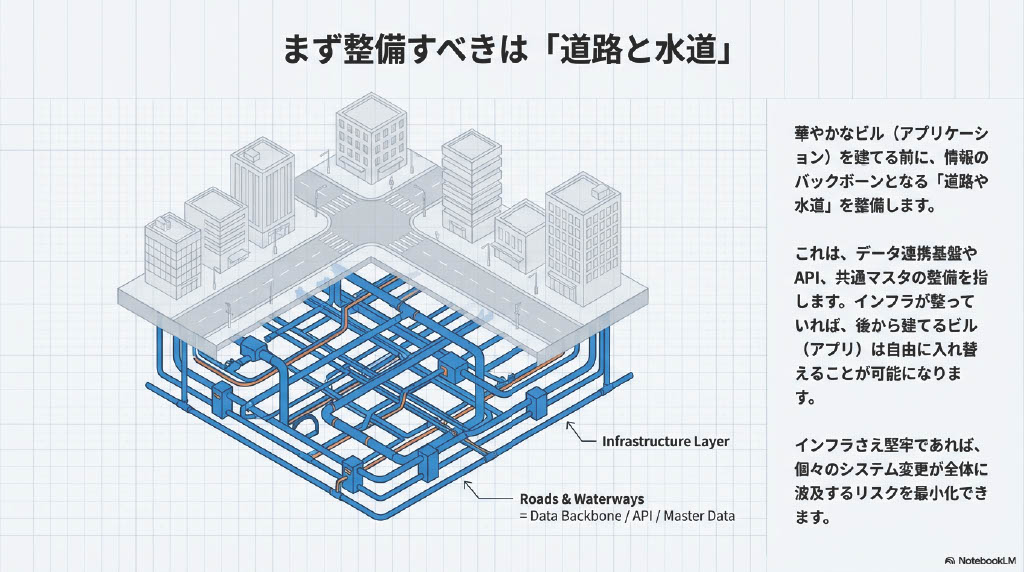 まず整備すべきは「道路と水道」
華やかなビル（アプリケーシ
ョン）を建てる前に、情報の
バックボーンとなる「道路や
水道」を整備します。
これは、データ連携基盤や
API、共通マスタの整備を指
します。インフラが整って
いれば、後から建てるビル
（アプリ）は自由に入れ替
えることが可能になりま
す。
インフラさえ堅牢であれば、
個々のシステム変更が全体に
波及するリスクを最小化でき
ます。
Infrastructure Layer
Roads & Waterways
= Data Backbone / API / Master Data
NotebookLM